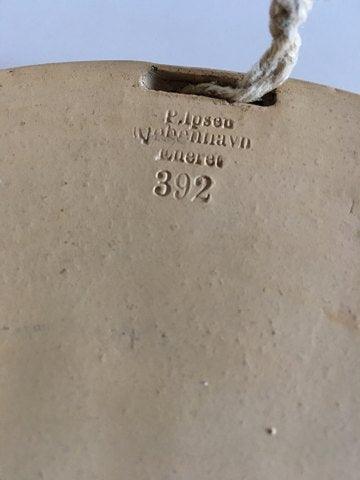 P. Ipsen
Kjøbenhavn
Eneret
392